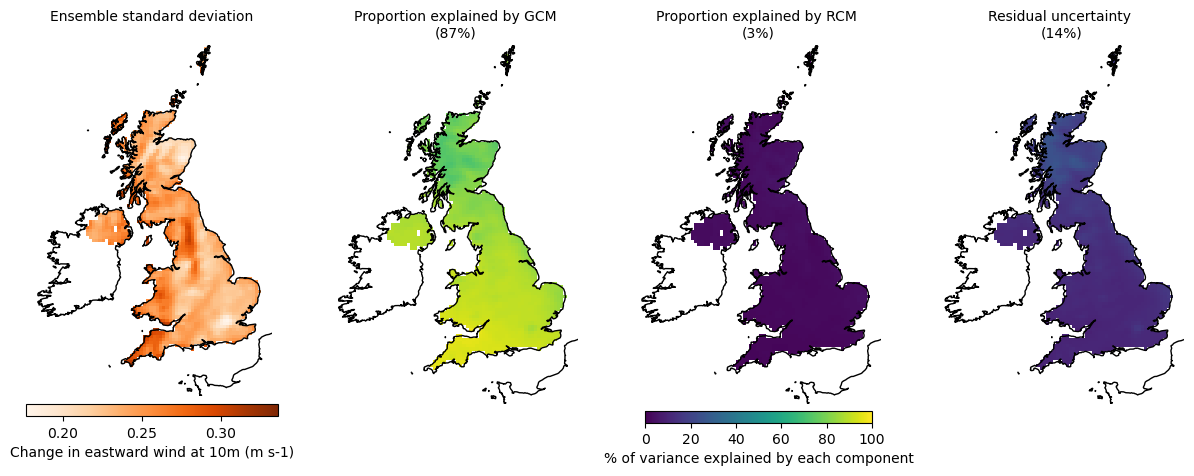 Ensemble standard deviation
Proportion explained by GCM
(87%)
Proportion explained by RCM
(3%)
Residual uncertainty
(14%)
0.20 0.25 0.30
Change in eastward wind at 10m (m s-1)
0 20 40 60 80 100
% of variance explained by each component